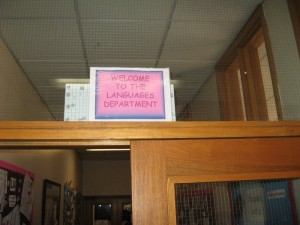 WELCOME
TO THE
LANGUAGES
DEPARTMENT